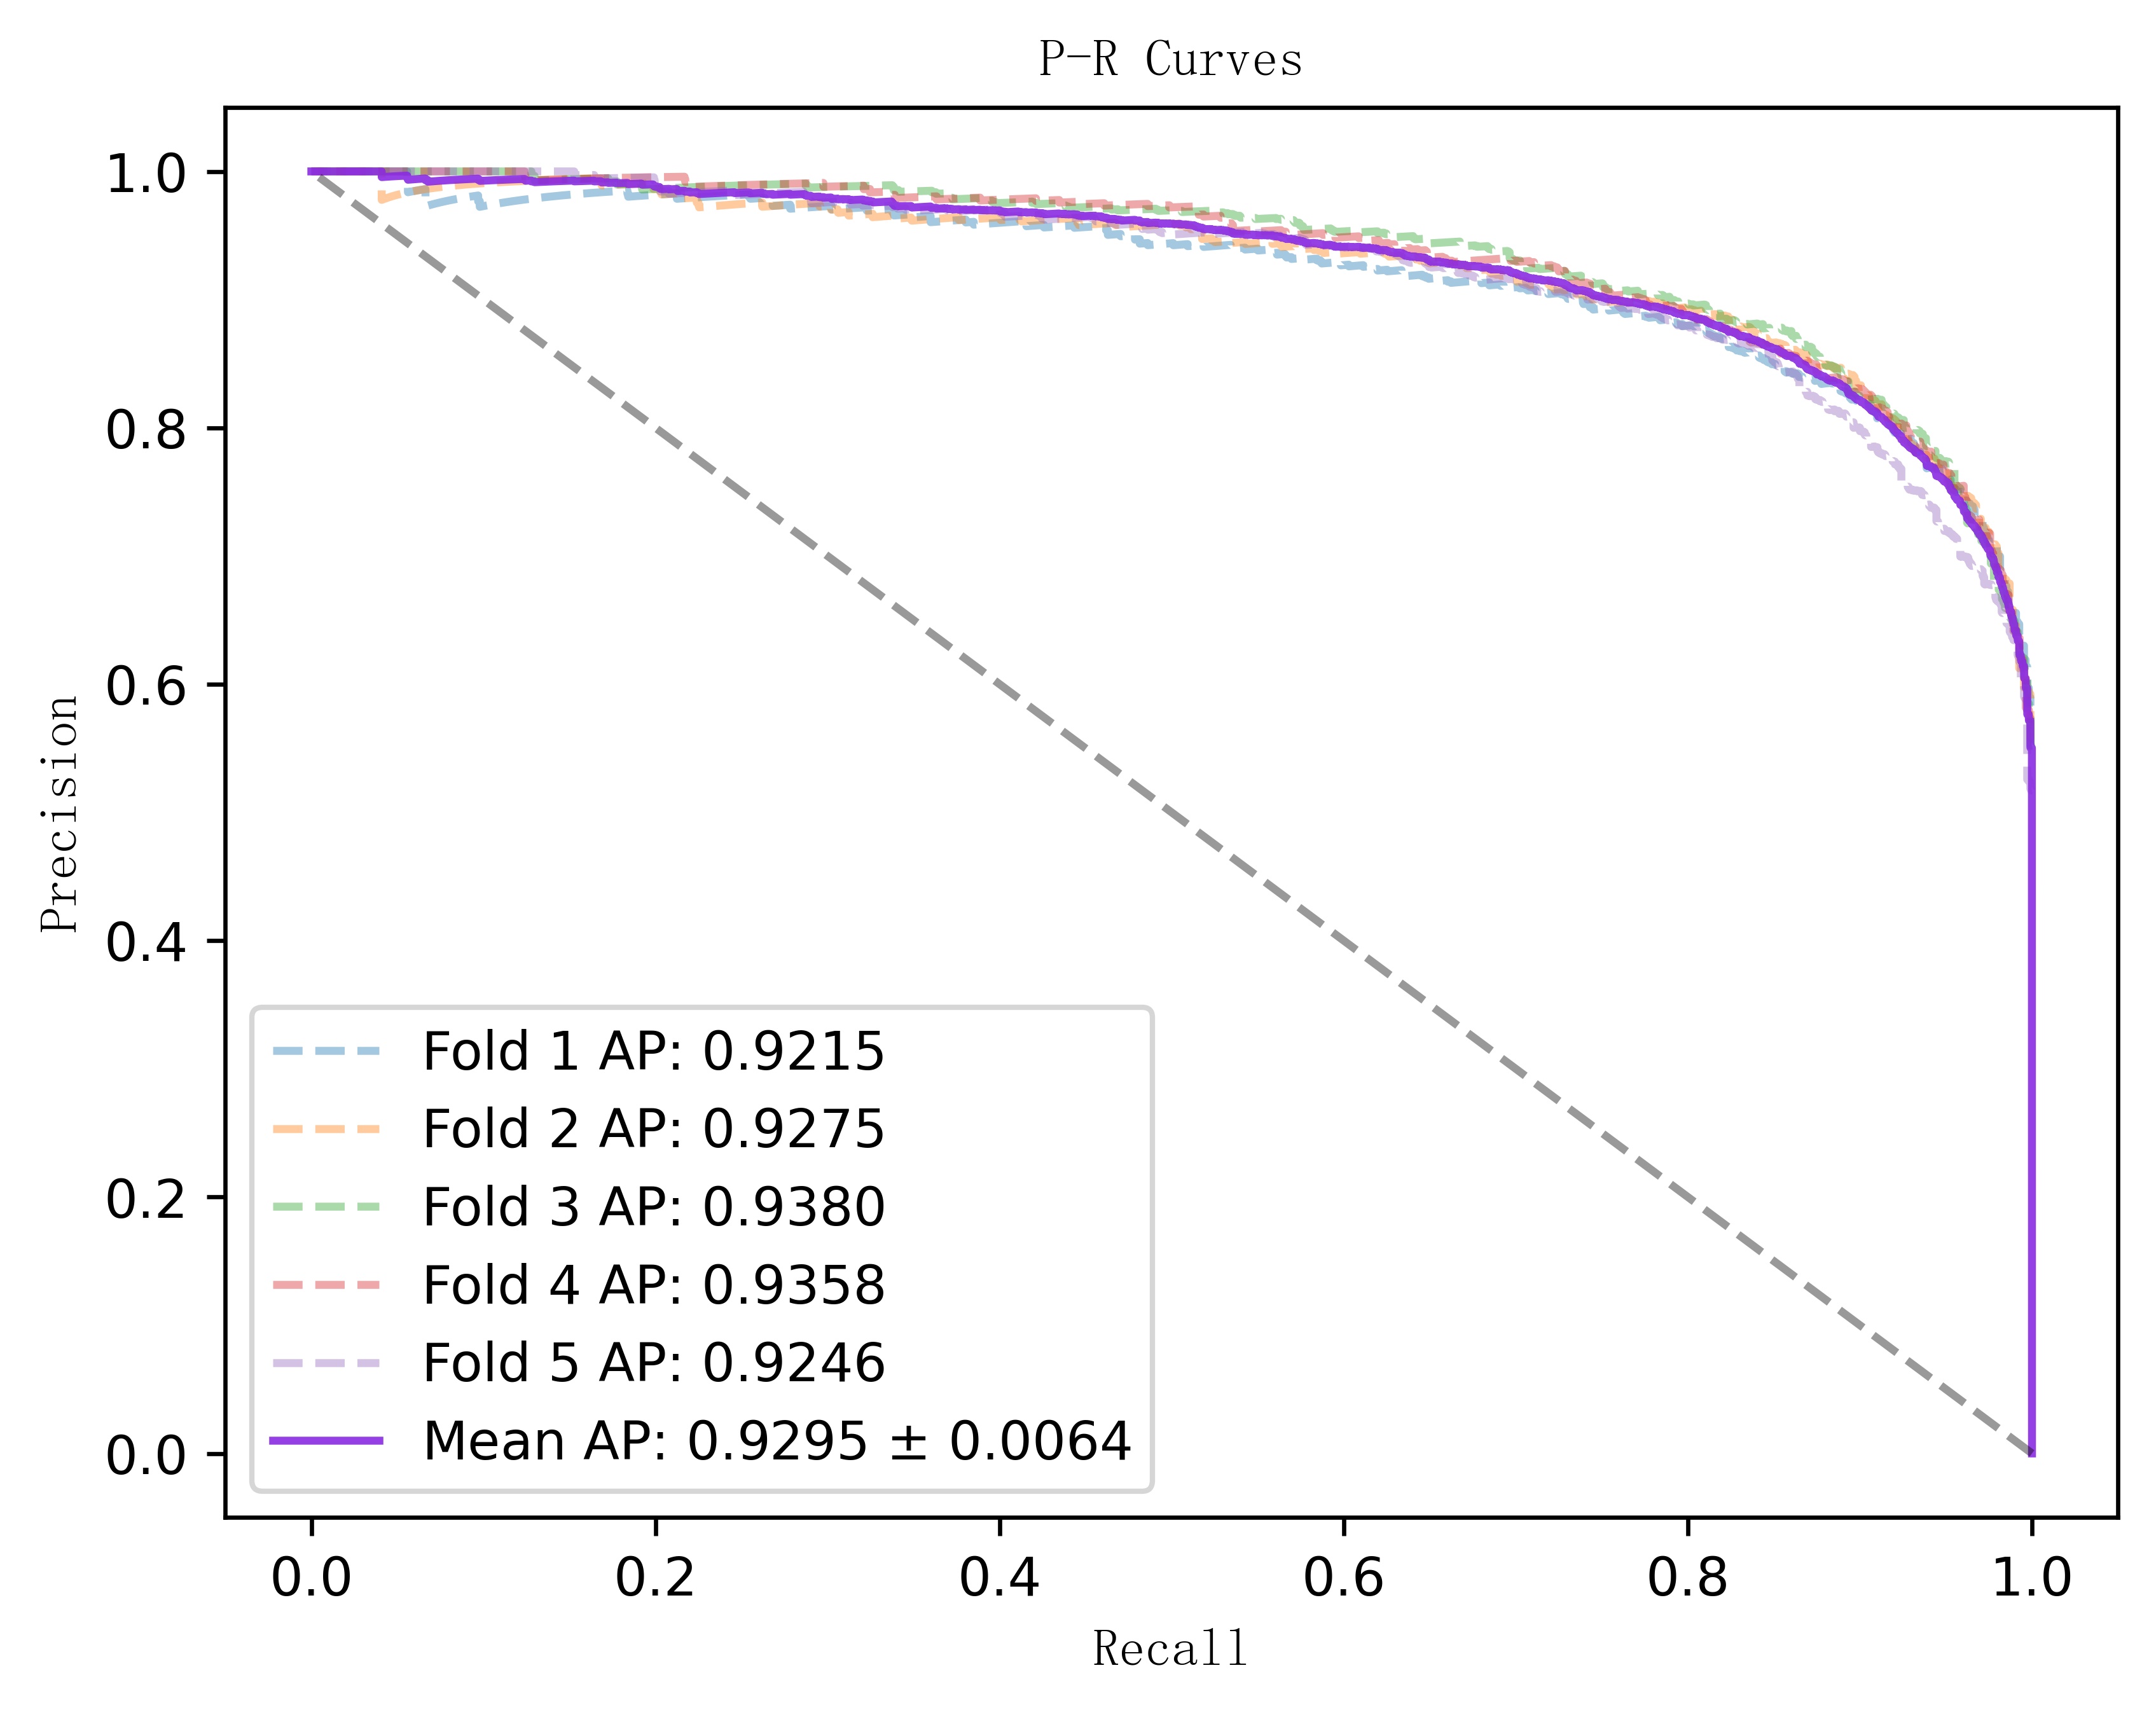 P-R Curves
Precision
1.0
0.8
0.6
0.4
0.2
0.0
Fold 1 AP: 0.9215
Fold 2 AP: 0.9275
Fold 3 AP: 0.9380
Fold 4 AP: 0.9358
Fold 5 AP: 0.9246
Mean AP: 0.9295 ± 0.0064
0.0 0.2 0.4 0.6 0.8 1.0
Recall